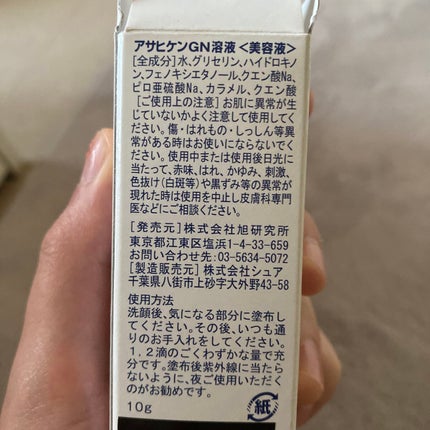 アサヒケンGN溶液<美容液>
[全成分]水、グリセリン、ハイドロキノ
ン、フェノキシエタノール、クエン酸Na、
ピロ亜硫酸Na、カラメル、クエン酸
[ご使用上の注意]お肌に異常が生
じていないかよく注意して使用してく
ださい。傷・はれもの・しっしん等異
常がある時はお使いにならないでく
ださい。使用中または使用後日光に
当たって、赤味、はれ、かゆみ、刺激、
色抜け(白斑等)や黒ずみ等の異常が
現れた時は使用を中止し皮膚科専門
医などにご相談ください。
[発売元]株式会社旭研究所
東京都江東区塩浜1-4-33-659
お問い合わせ先:03-5634-5072
[製造販売元]株式会社シュア
千葉県八街市上砂字大外野43-58
使用方法
洗顔後、気になる部分に塗布し
てください。その後、いつも通
りのお手入れをしてください。
1、2滴のごくわずかな量で充
分です。塗布後紫外線に当たら
ないように、夜ご使用いただく
のがお勧めです。
10g
紙